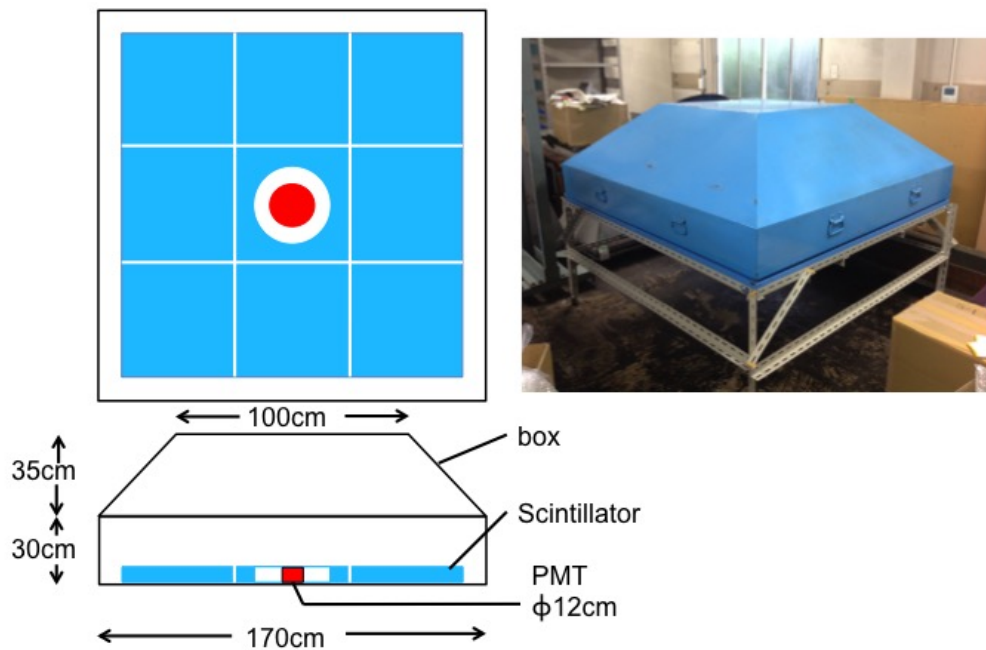 100cm
35cm
box
30cm
Scintillator
PMT
ϕ12cm
170cm